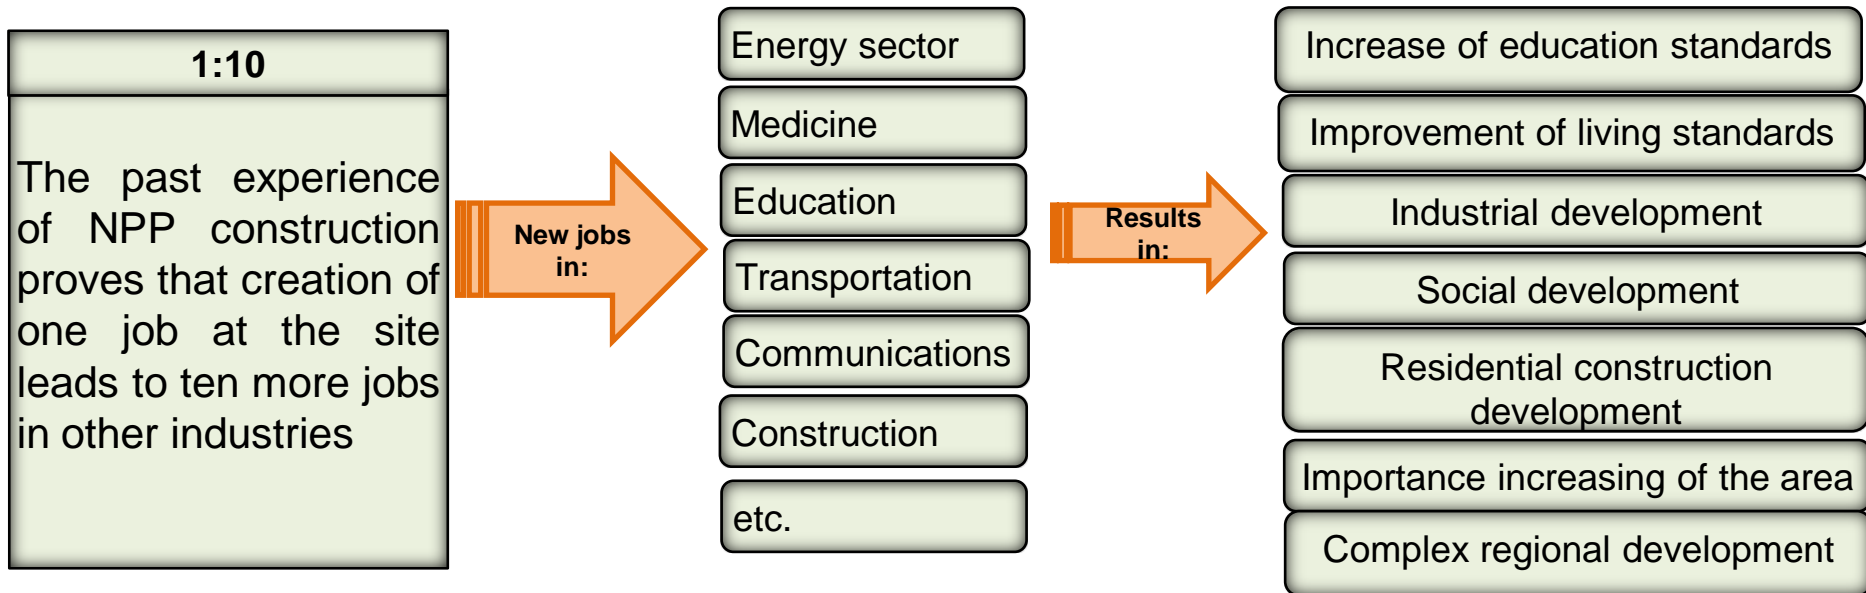 1:10
The past experience
of NPP construction
proves that creation of
one job at the site
leads to ten more jobs
in other industries
New jobs
in:
Energy sector
Medicine
Education
Transportation
Communications
Construction
etc.
Results
in:
Increase of education standards
Improvement of living standards
Industrial development
Social development
Residential construction
development
Importance increasing of the area
Complex regional development